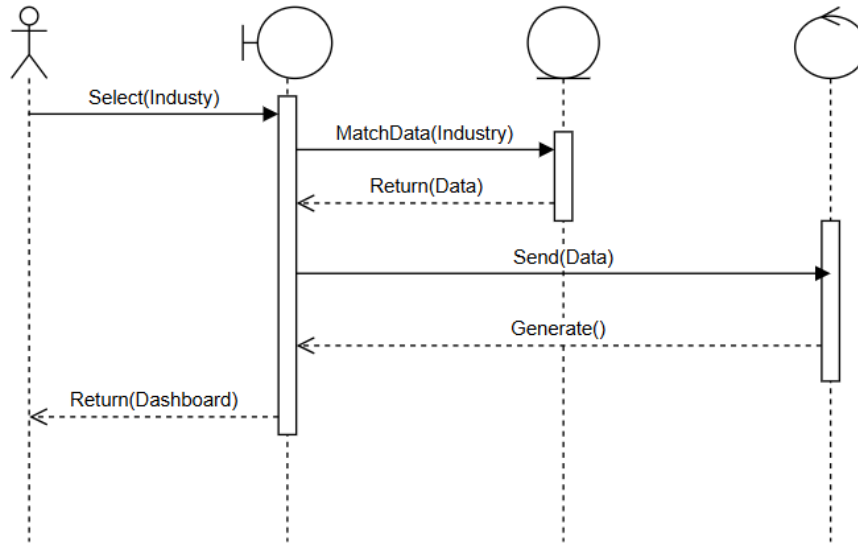 Select(Industy)
MatchData(Industry)
Return(Data)
Send(Data)
Generate()
Return(Dashboard)